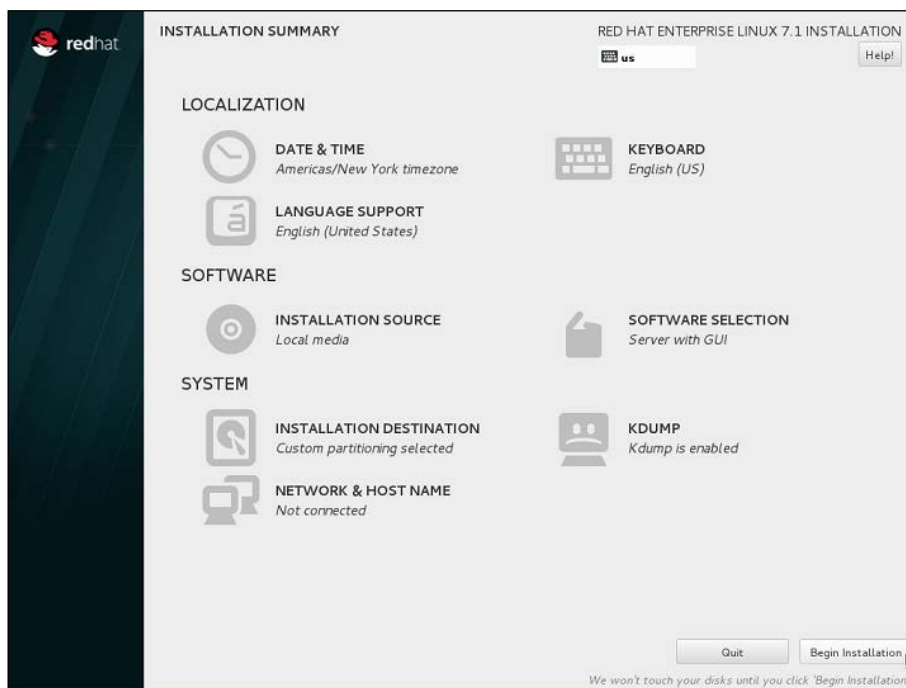 redhat
INSTALLATION SUMMARY
RED HAT ENTERPRISE LINUX 7.1 INSTALLATION
us
Help!
LOCALIZATION
DATE & TIME
Americas/New York timezone
KEYBOARD
English (US)
á
LANGUAGE SUPPORT
English (United States)
SOFTWARE
INSTALLATION SOURCE
Local media
SOFTWARE SELECTION
Server with GUI
SYSTEM
INSTALLATION DESTINATION
Custom partitioning selected
KDUMP
Kdump is enabled
NETWORK & HOST NAME
Not connected
Quit
Begin Installation
We won't touch your disks until you click 'Begin Installation